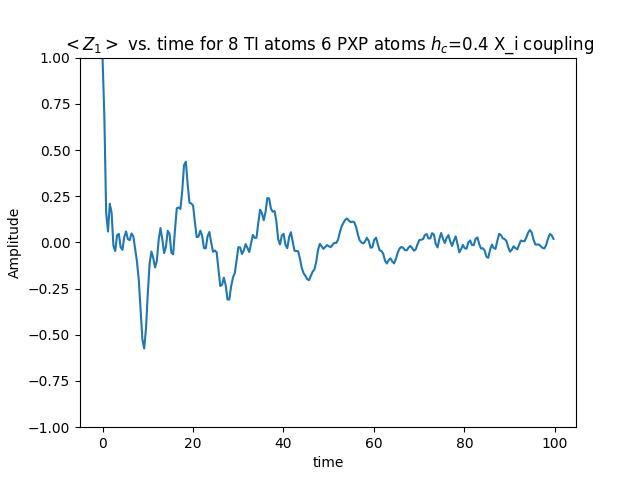 < Z₁ > vs. time for 8 TI atoms 6 PXP atoms h_c=0.4 X_i coupling
1.00
0.75
0.50
0.25
0.00
−0.25
−0.50
−0.75
−1.00
Amplitude
0 20 40 60 80 100
time